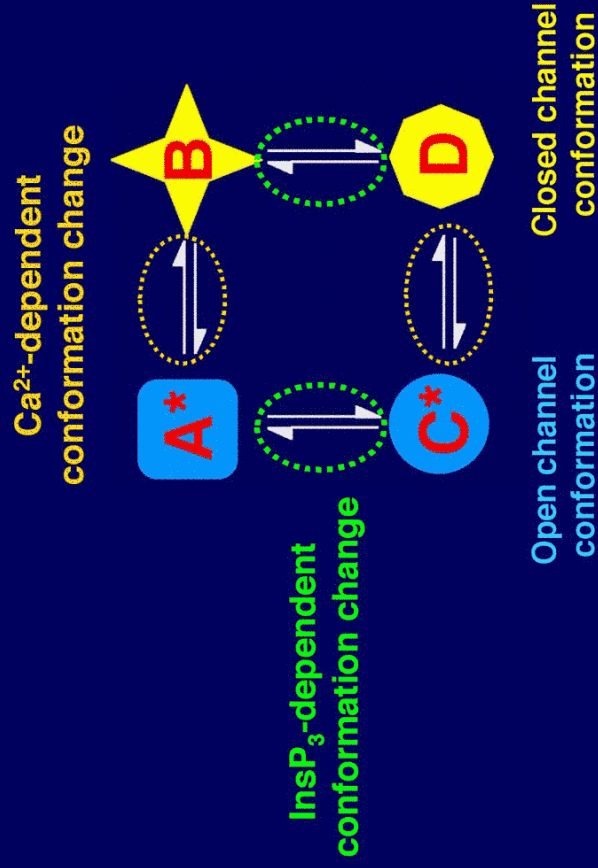 Ca²⁺-dependent
conformation change
A*
B
InsP₃-dependent
conformation change
C*
D
Open channel
conformation
Closed channel
conformation